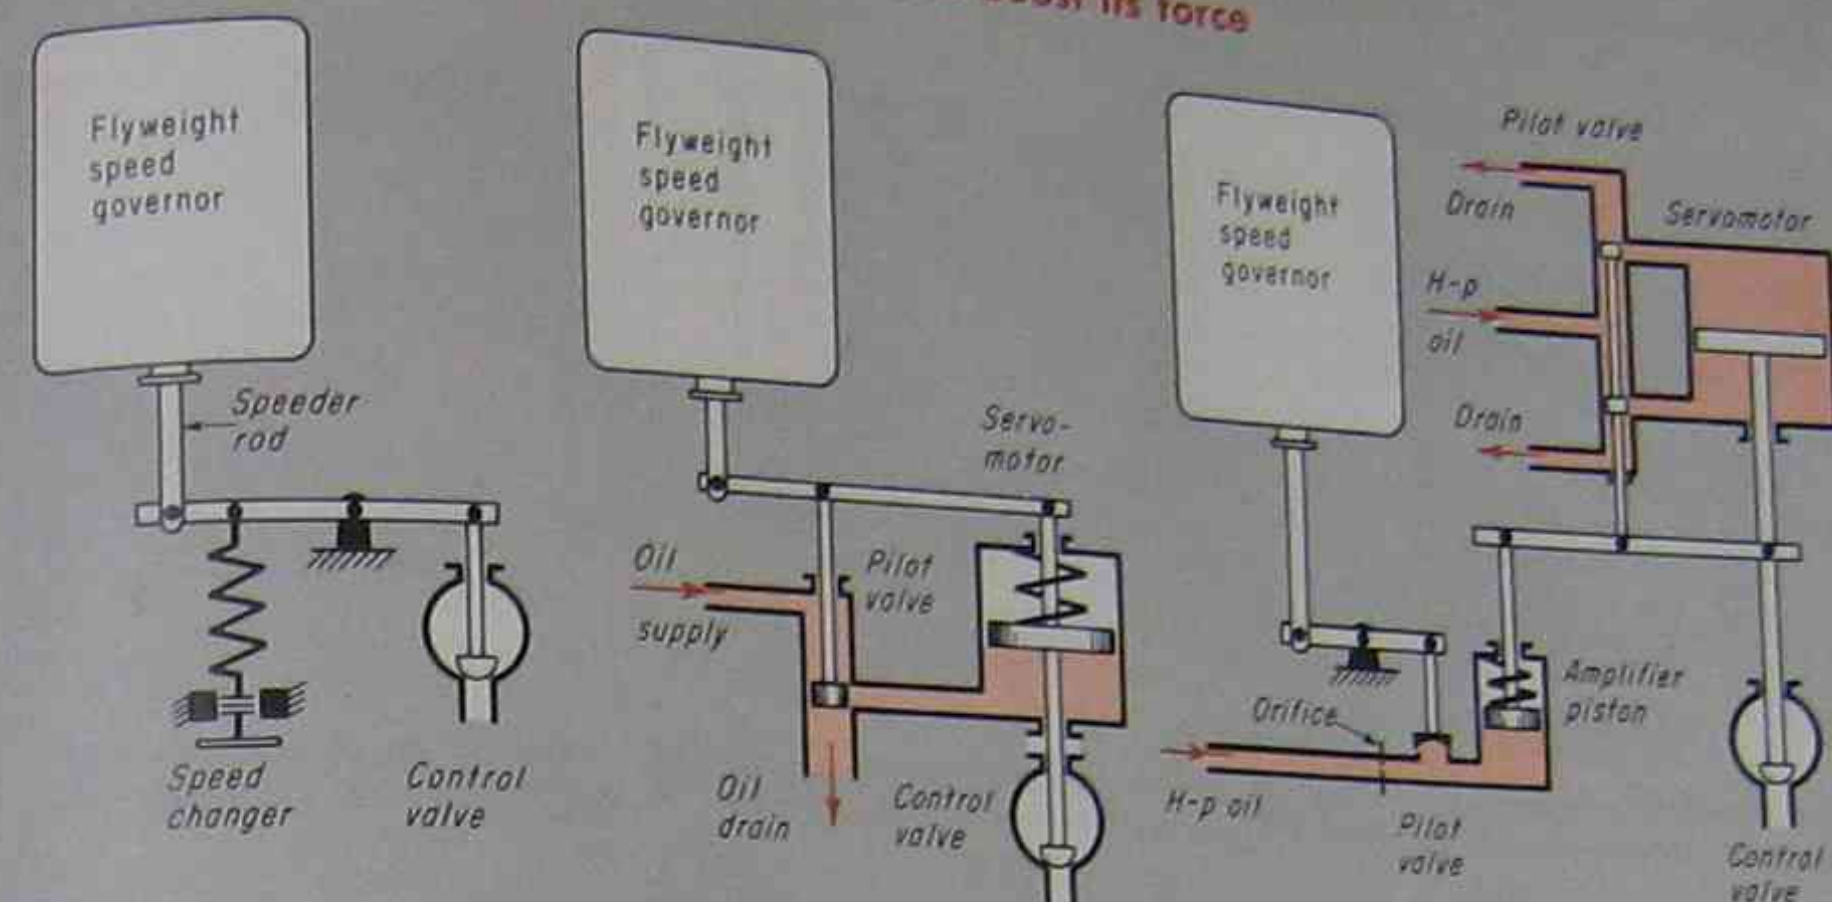 its force
Flyweight
speed
governor
Speeder
rod
Speed
changer
Control
valve
Flyweight
speed
governor
Servo-
motor
Oil
supply
Pilot
valve
Oil
drain
Control
valve
Flyweight
speed
governor
Pilot valve
Drain
Servomotor
H-p
oil
Drain
Amplifier
piston
Orifice
H-p oil
Pilot
valve
Control
valve